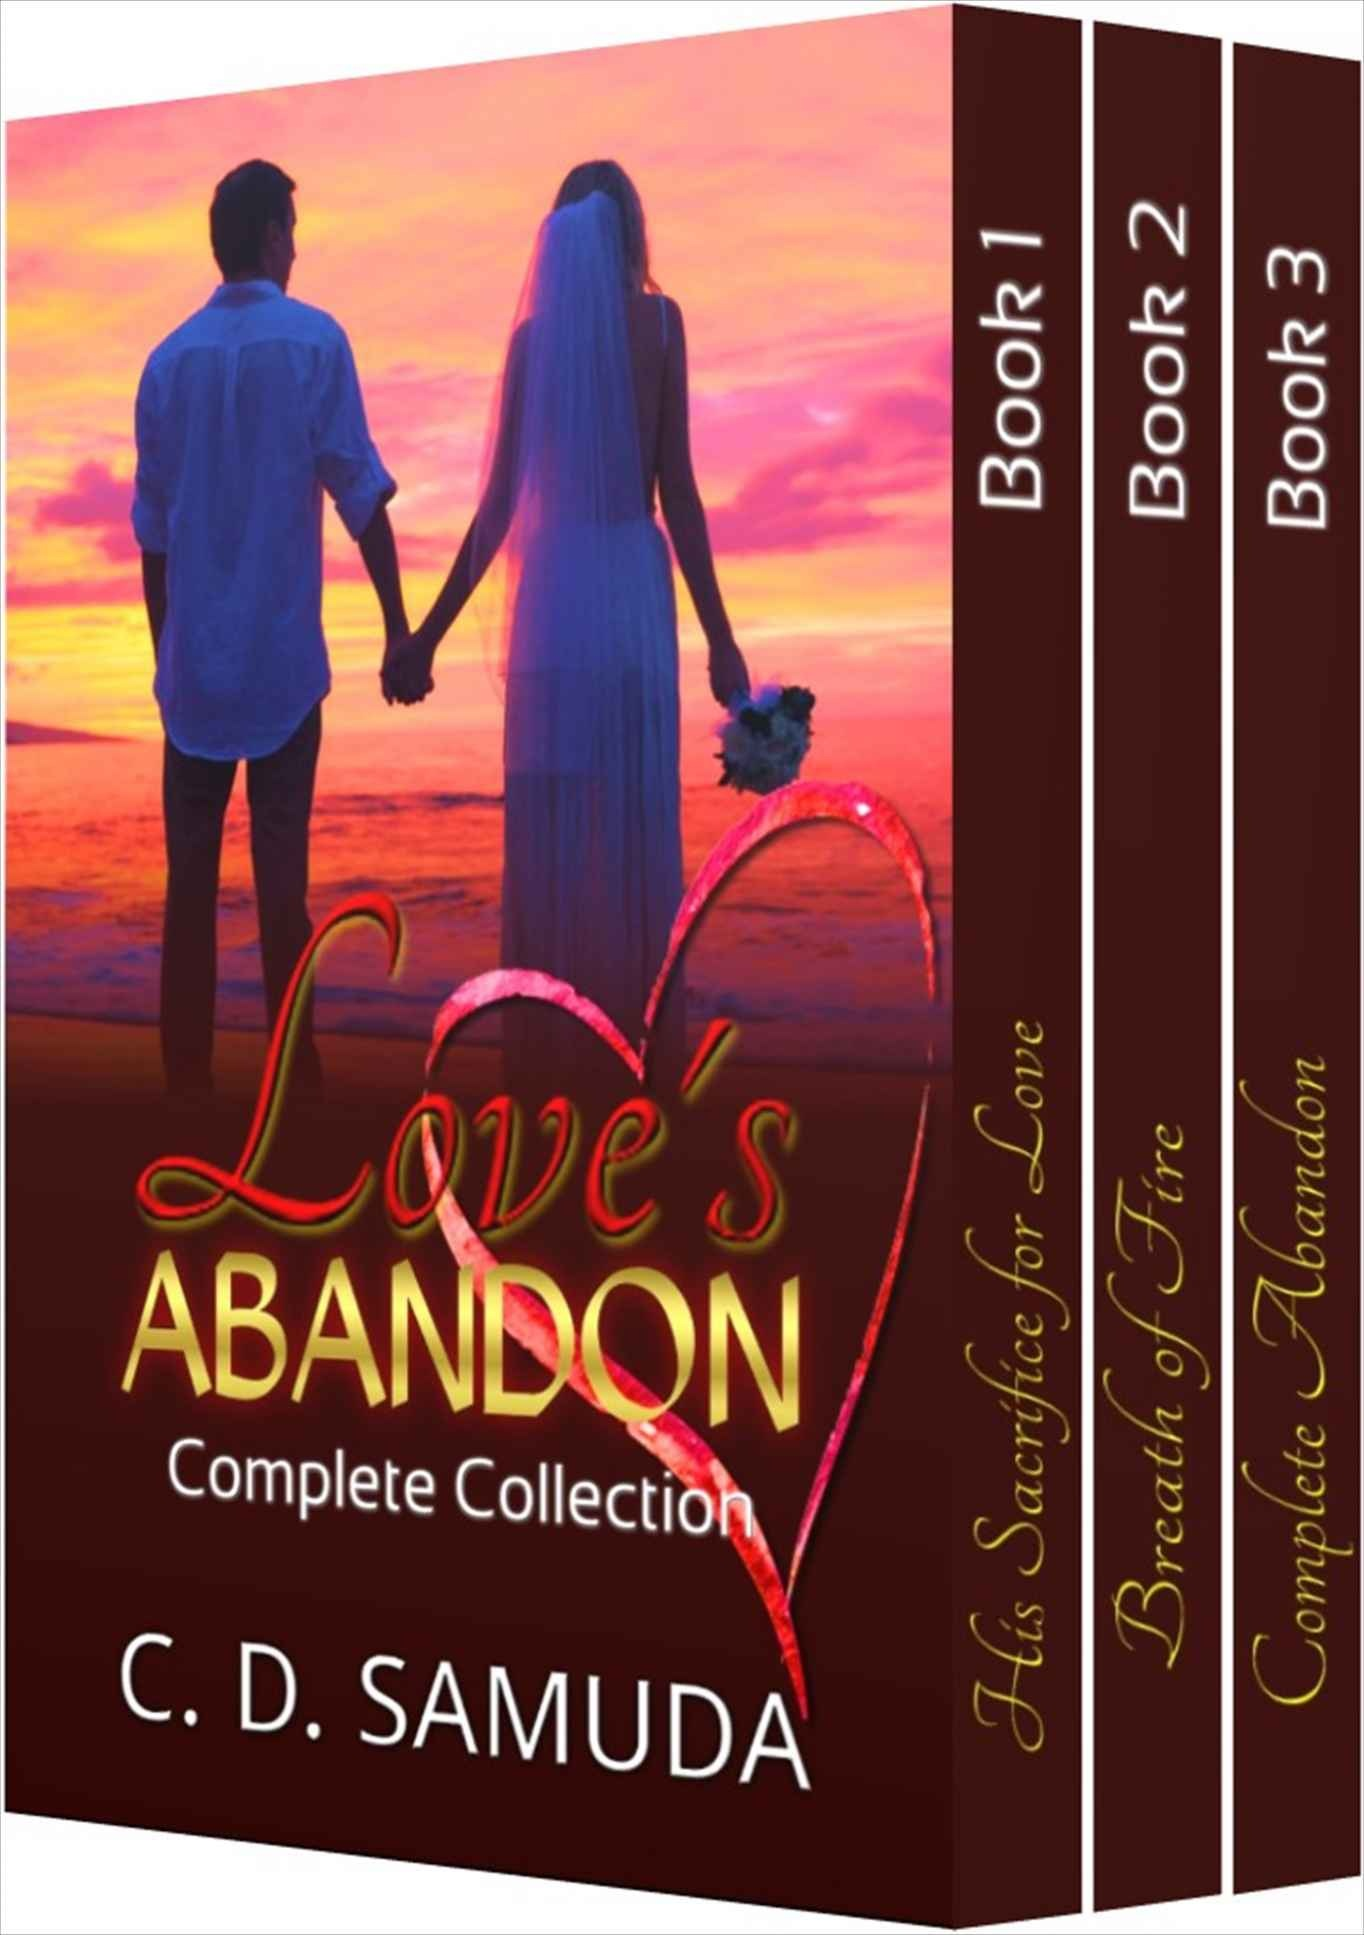 Love's
ABANDON
Complete Collection
C. D. SAMUDA
His Sacrifice for Love Book 1
Breath of Fire Book 2
Complete Abandon Book 3